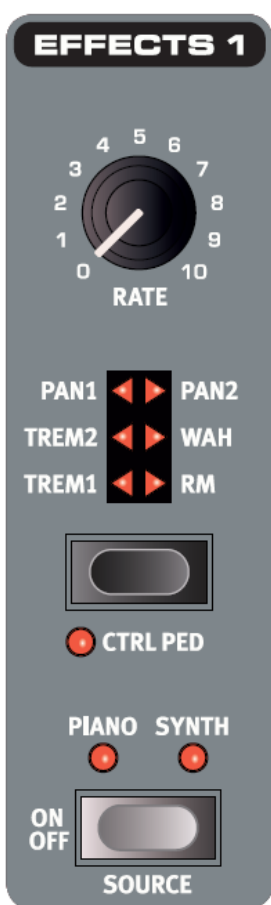 EFFECTS 1
5
4 6
3 7
2 8
1 9
0 10
RATE
PAN1 PAN2
TREM2 WAH
TREM1 RM
CTRL PED
PIANO SYNTH
ON
OFF
SOURCE